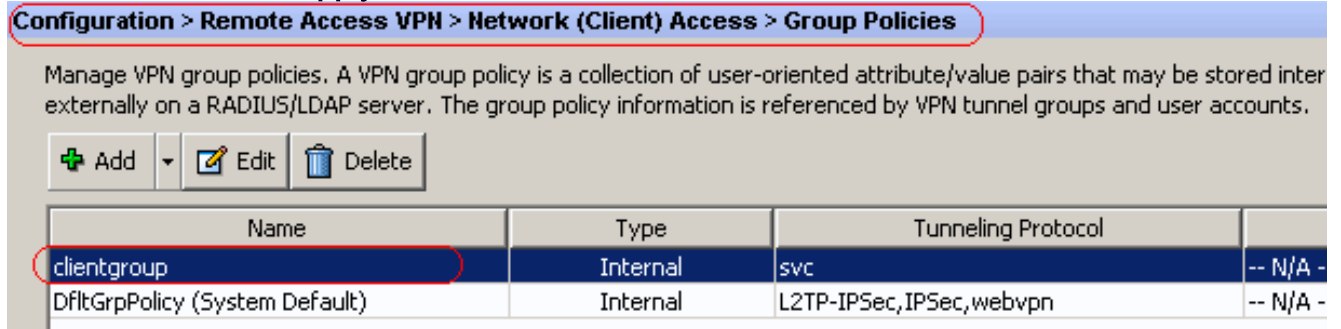 Configuration > Remote Access VPN > Network (Client) Access > Group Policies
Manage VPN group policies. A VPN group policy is a collection of user-oriented attribute/value pairs that may be stored inter
externally on a RADIUS/LDAP server. The group policy information is referenced by VPN tunnel groups and user accounts.
Add Edit Delete
Name Type Tunneling Protocol
clientgroup Internal svc -- N/A -
DfltGrpPolicy (System Default) Internal L2TP-IPSec,IPSec,webvpn -- N/A -